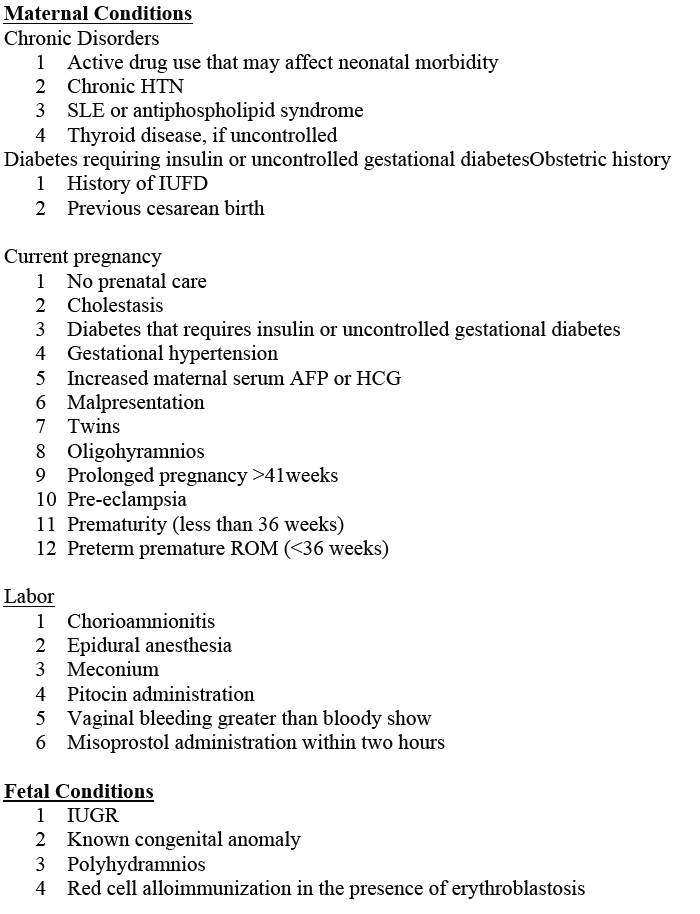 Maternal Conditions
Chronic Disorders
1 Active drug use that may affect neonatal morbidity
2 Chronic HTN
3 SLE or antiphospholipid syndrome
4 Thyroid disease, if uncontrolled
Diabetes requiring insulin or uncontrolled gestational diabetesObstetric history
1 History of IUFD
2 Previous cesarean birth
Current pregnancy
1 No prenatal care
2 Cholestasis
3 Diabetes that requires insulin or uncontrolled gestational diabetes
4 Gestational hypertension
5 Increased maternal serum AFP or HCG
6 Malpresentation
7 Twins
8 Oligohyramnios
9 Prolonged pregnancy >41weeks
10 Pre-eclampsia
11 Prematurity (less than 36 weeks)
12 Preterm premature ROM (<36 weeks)
Labor
1 Chorioamnionitis
2 Epidural anesthesia
3 Meconium
4 Pitocin administration
5 Vaginal bleeding greater than bloody show
6 Misoprostol administration within two hours
Fetal Conditions
1 IUGR
2 Known congenital anomaly
3 Polyhydramnios
4 Red cell alloimmunization in the presence of erythroblastosis